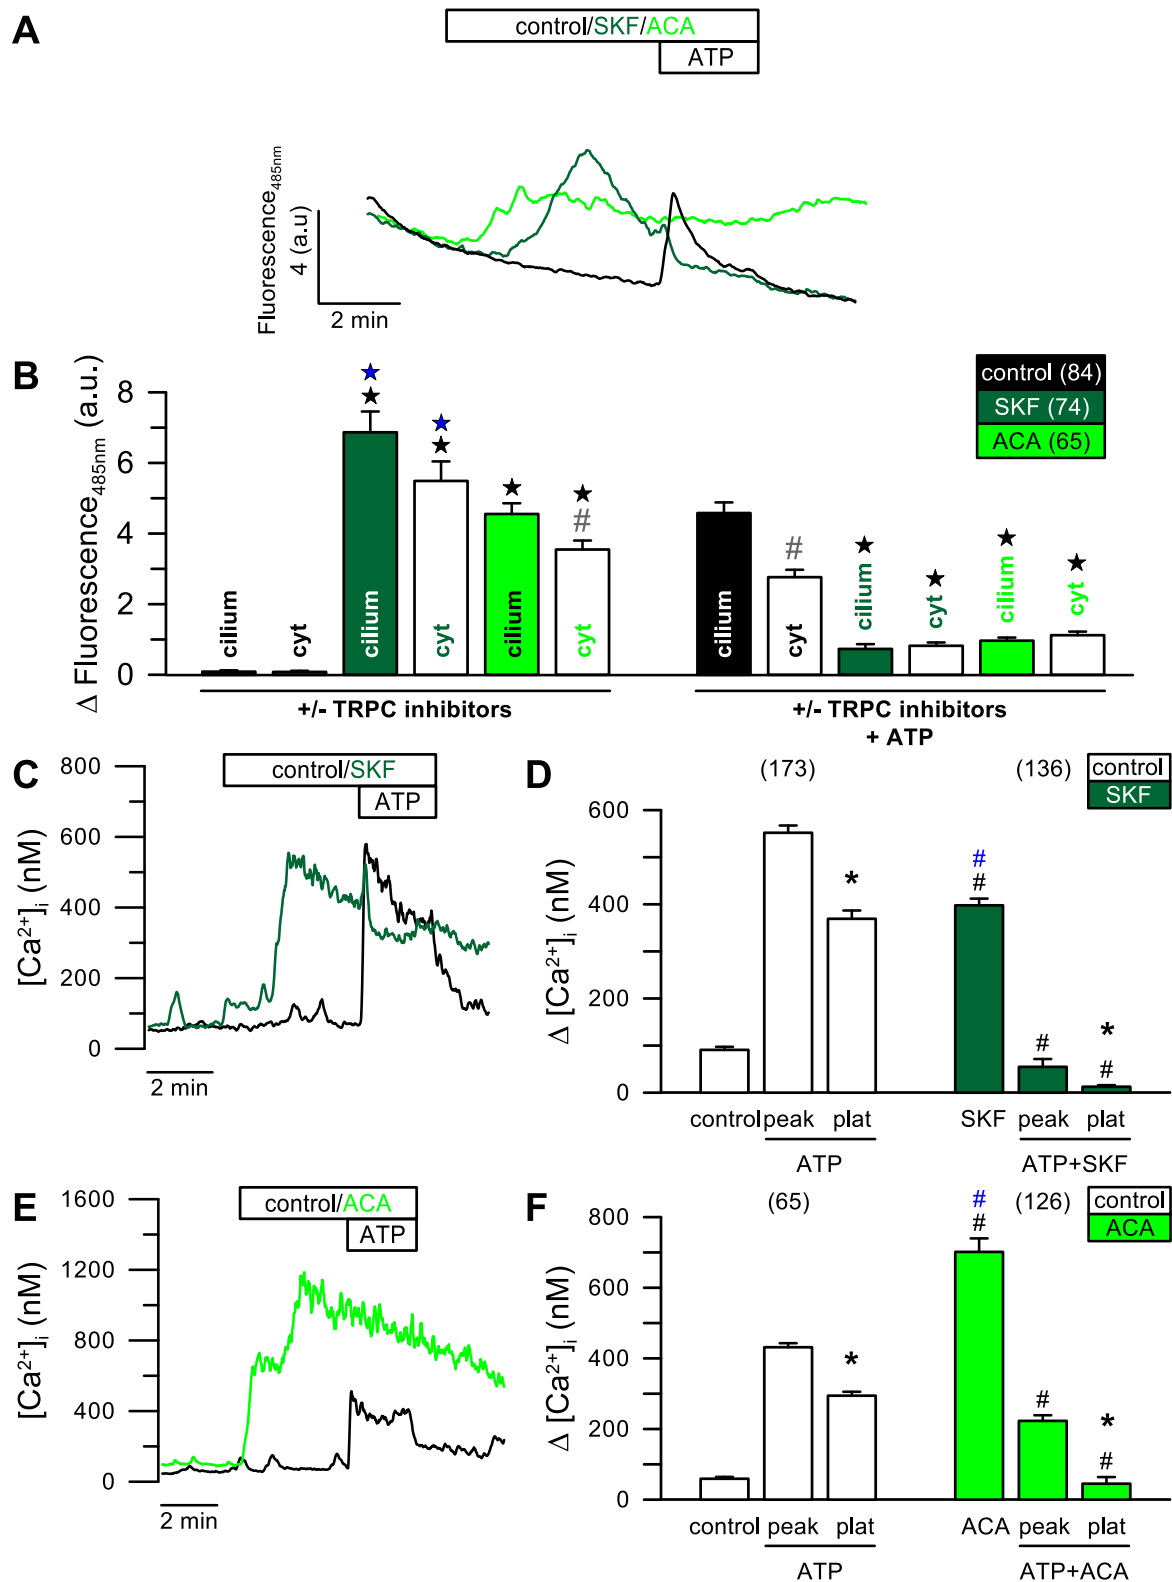 A
control/SKF/ACA
ATP
Fluorescence485nm
4 (a.u)
2 min
B
Δ Fluorescence485nm (a.u.)
8
6
4
2
0
control (84)
SKF (74)
ACA (65)
★ ★ ★ ★ ★ ★
# # ★ ★ ★ ★
cilium cyt cilium cyt cilium cyt cilium cyt cilium cyt cilium cyt
+/- TRPC inhibitors
+/- TRPC inhibitors
+ ATP
C
control/SKF
ATP
[Ca2+]i (nM)
800
600
400
200
0
2 min
D
(173) (136)
control
SKF
Δ [Ca2+]i (nM)
600
400
200
0
* # # # * #
control peak plat SKF peak plat
ATP ATP+SKF
E
control/ACA
ATP
[Ca2+]i (nM)
1600
1200
800
400
0
2 min
F
(65) (126)
control
ACA
Δ [Ca2+]i (nM)
800
600
400
200
0
* # # # * #
control peak plat ACA peak plat
ATP ATP+ACA